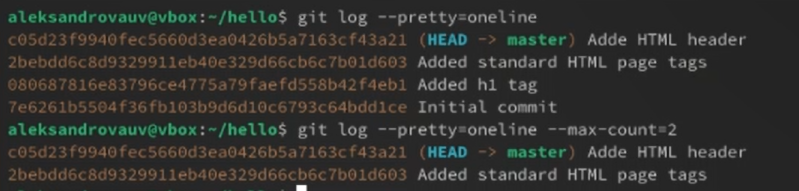 aleksandrovauv@vbox:~/hello$ git log --pretty=oneline
c05d23f9940fec5660d3ea0426b5a7163cf43a21 (HEAD -> master) Adde HTML header
2bebdd6c8d9329911eb40e329d66cb6c7b01d603 Added standard HTML page tags
080687816e83796ce4775a79faefd558b42f4eb1 Added h1 tag
7e6261b5504f36fb103b9d6d10c6793c64bdd1ce Initial commit
aleksandrovauv@vbox:~/hello$ git log --pretty=oneline --max-count=2
c05d23f9940fec5660d3ea0426b5a7163cf43a21 (HEAD -> master) Adde HTML header
2bebdd6c8d9329911eb40e329d66cb6c7b01d603 Added standard HTML page tags